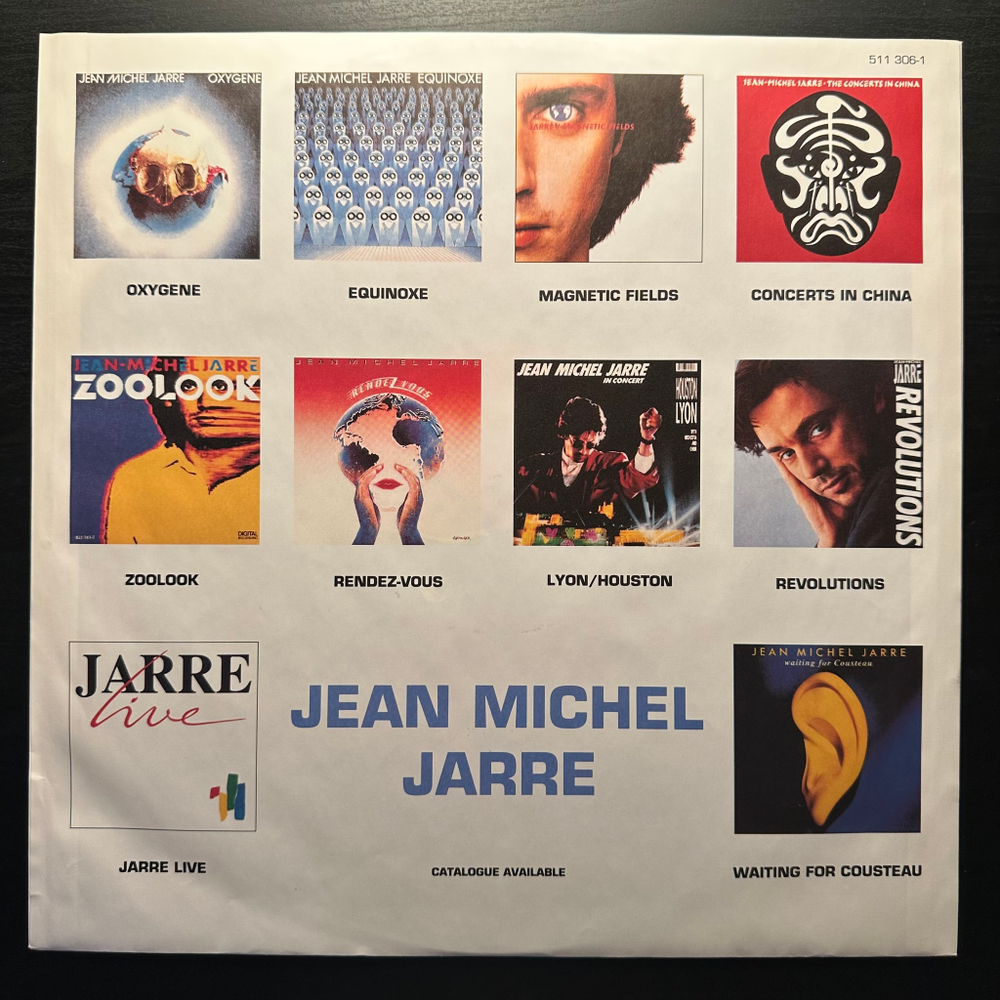 511 306-1
JEAN MICHEL JARRE OXYGENE
JEAN MICHEL JARRE EQUINOXE
JARRE MAGNETIC FIELDS
JEAN-MICHEL JARRE · THE CONCERTS IN CHINA
OXYGENE
EQUINOXE
MAGNETIC FIELDS
CONCERTS IN CHINA
JEAN-MICHEL JARRE
ZOOLOOK
DIGITAL
JEAN MICHEL JARRE
RENDEZ-VOUS
JEAN MICHEL JARRE
IN CONCERT
HOUSTON
LYON
JEAN-MICHEL
JARRE
REVOLUTIONS
ZOOLOOK
RENDEZ-VOUS
LYON/HOUSTON
REVOLUTIONS
JARRE
live
JEAN MICHEL
JARRE
JEAN MICHEL JARRE
waiting for Cousteau
JARRE LIVE
CATALOGUE AVAILABLE
WAITING FOR COUSTEAU